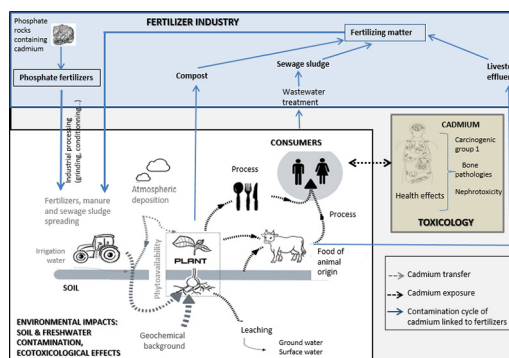 FERTILIZER INDUSTRY
Phosphate
rocks
containing
cadmium
Phosphate fertilizers
Fertilizing matter
Sewage sludge
Compost
Livest
effluen
Wastewater
treatment
Industrial processing
(grinding, conditionning...)
CONSUMERS
CADMIUM
Carcinogenic
group 1
Bone
pathologies
Nephrotoxicity
Health effects
TOXICOLOGY
Atmospheric
deposition
Process
Process
Fertilizers, manure
and sewage sludge
spreading
Irrigation
water
Phytoavailability
PLANT
Food of
animal
origin
SOIL
Cadmium transfer
Cadmium exposure
Contamination cycle of
cadmium linked to fertilizers
ENVIRONMENTAL IMPACTS:
SOIL & FRESHWATER
CONTAMINATION,
ECOTOXICOLOGICAL EFFECTS
Geochemical
background
Leaching
Ground water
Surface water